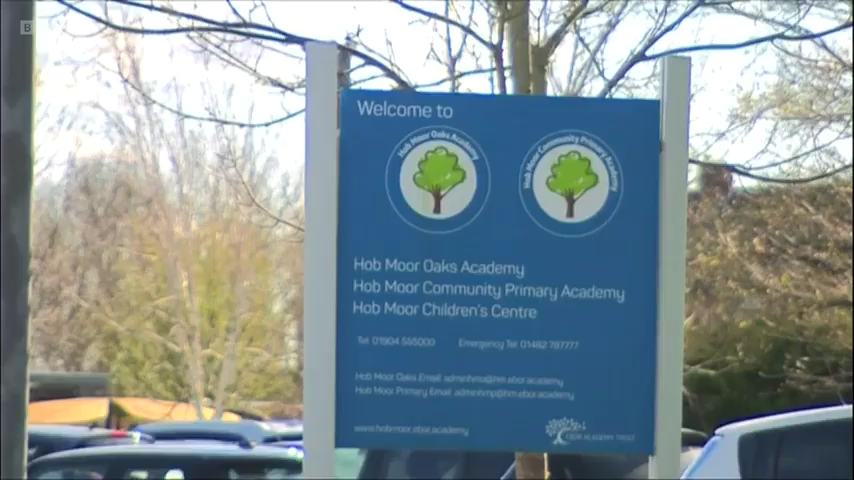 B
Welcome to
Hob Moor Oaks Academy
Hob Moor Community Primary Academy
Hob Moor Oaks Academy
Hob Moor Community Primary Academy
Hob Moor Children's Centre
Tel: 01904 555000 Emergency Tel: 01482 787777
Hob Moor Oaks Email: adminhmo@hm.ebor.academy
Hob Moor Primary Email: adminhmp@hm.ebor.academy
www.hobmoor.ebor.academy
EBOR ACADEMY TRUST